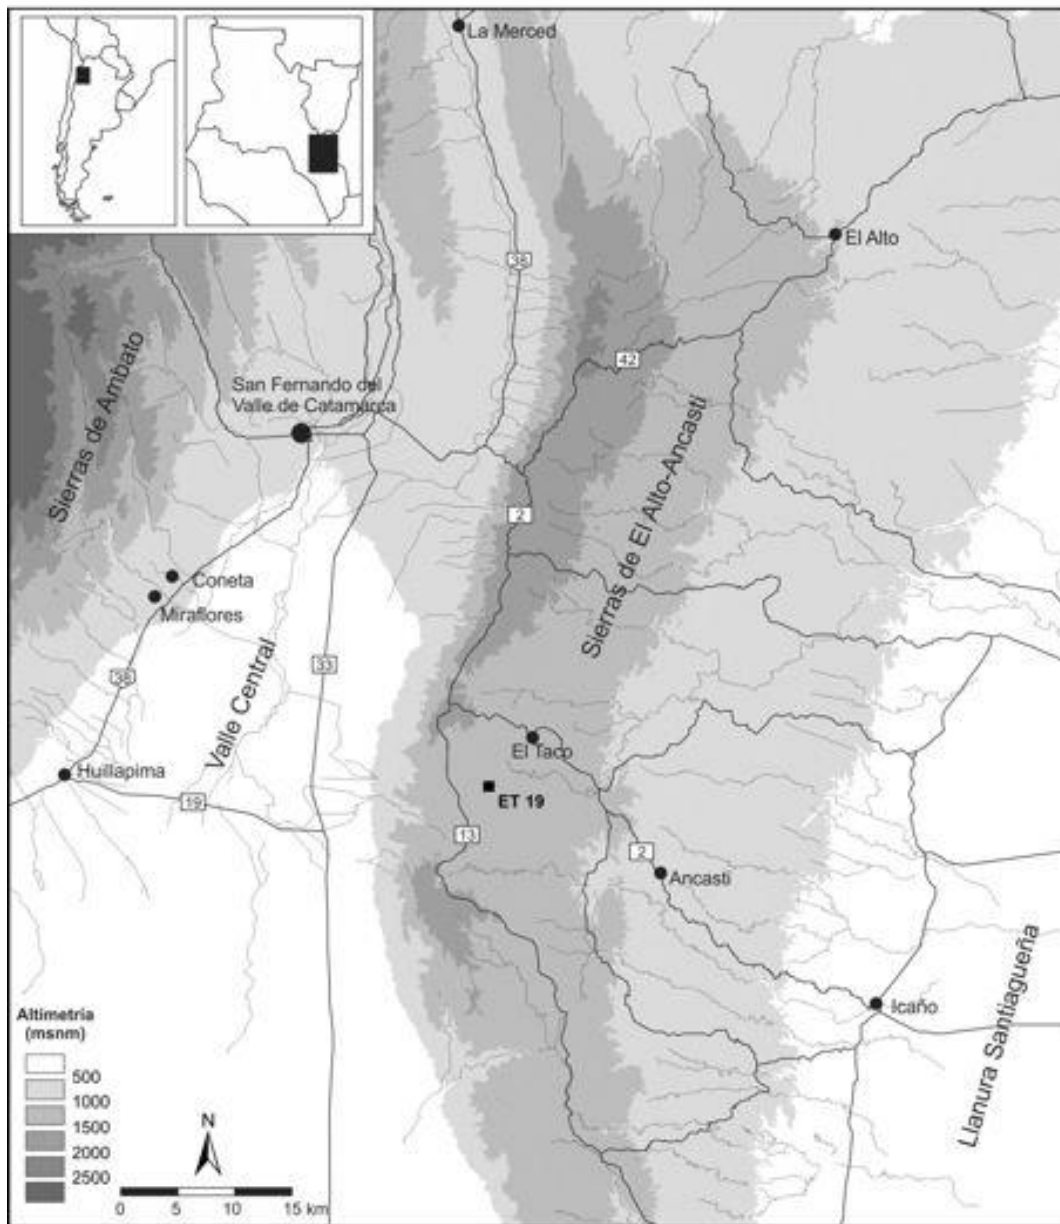 La Merced
El Alto
38
42
Sierras de Ambato
San Fernando del
Valle de Catamarca
Sierras de El Alto-Ancasti
2
Coneta
Miraflores
Valle Central
33
38
El Taco
Huillapima
ET 19
19
13
2
Ancasti
Icaño
Llanura Santiagueña
Altimetria
(msnm)
500
1000
1500
2000
2500
N
0 5 10 15 km